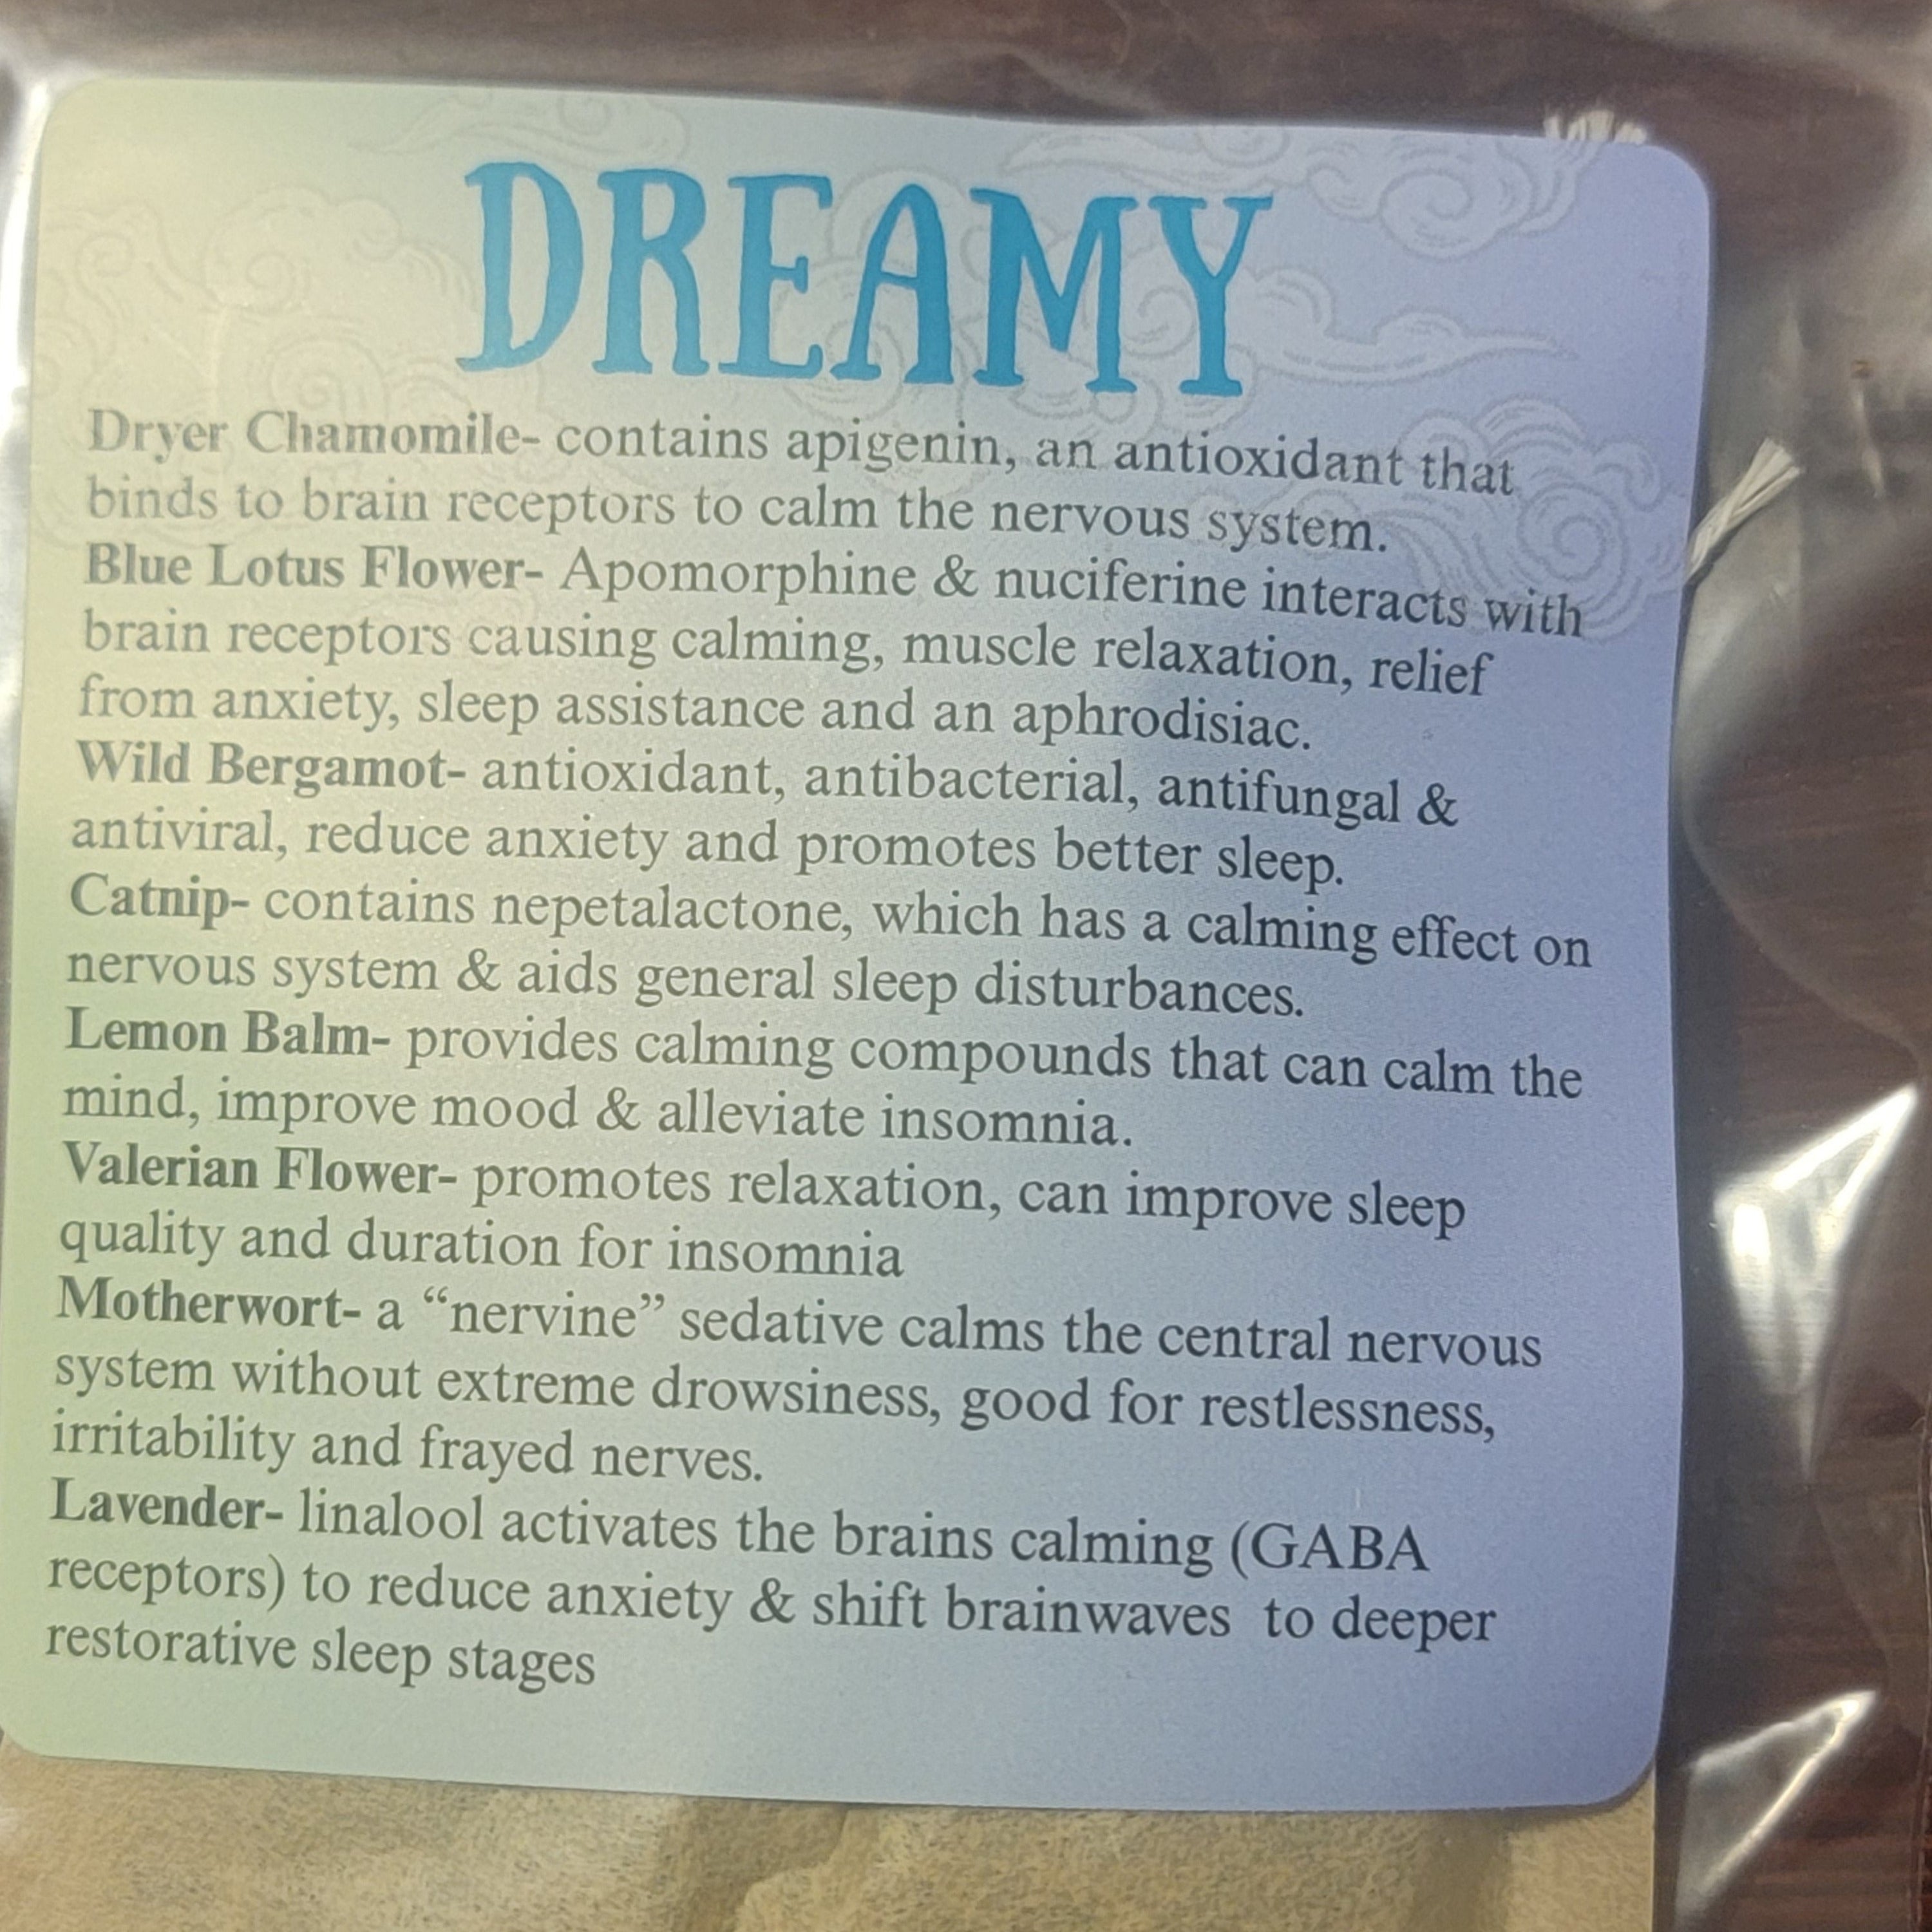 DREAMY
Dryer Chamomile- contains apigenin, an antioxidant that
binds to brain receptors to calm the nervous system.
Blue Lotus Flower- Apomorphine & nuciferine interacts with
brain receptors causing calming, muscle relaxation, relief
from anxiety, sleep assistance and an aphrodisiac.
Wild Bergamot- antioxidant, antibacterial, antifungal &
antiviral, reduce anxiety and promotes better sleep.
Catnip- contains nepetalactone, which has a calming effect on
nervous system & aids general sleep disturbances.
Lemon Balm- provides calming compounds that can calm the
mind, improve mood & alleviate insomnia.
Valerian Flower- promotes relaxation, can improve sleep
quality and duration for insomnia
Motherwort- a “nervine” sedative calms the central nervous
system without extreme drowsiness, good for restlessness,
irritability and frayed nerves.
Lavender- linalool activates the brains calming (GABA
receptors) to reduce anxiety & shift brainwaves to deeper
restorative sleep stages